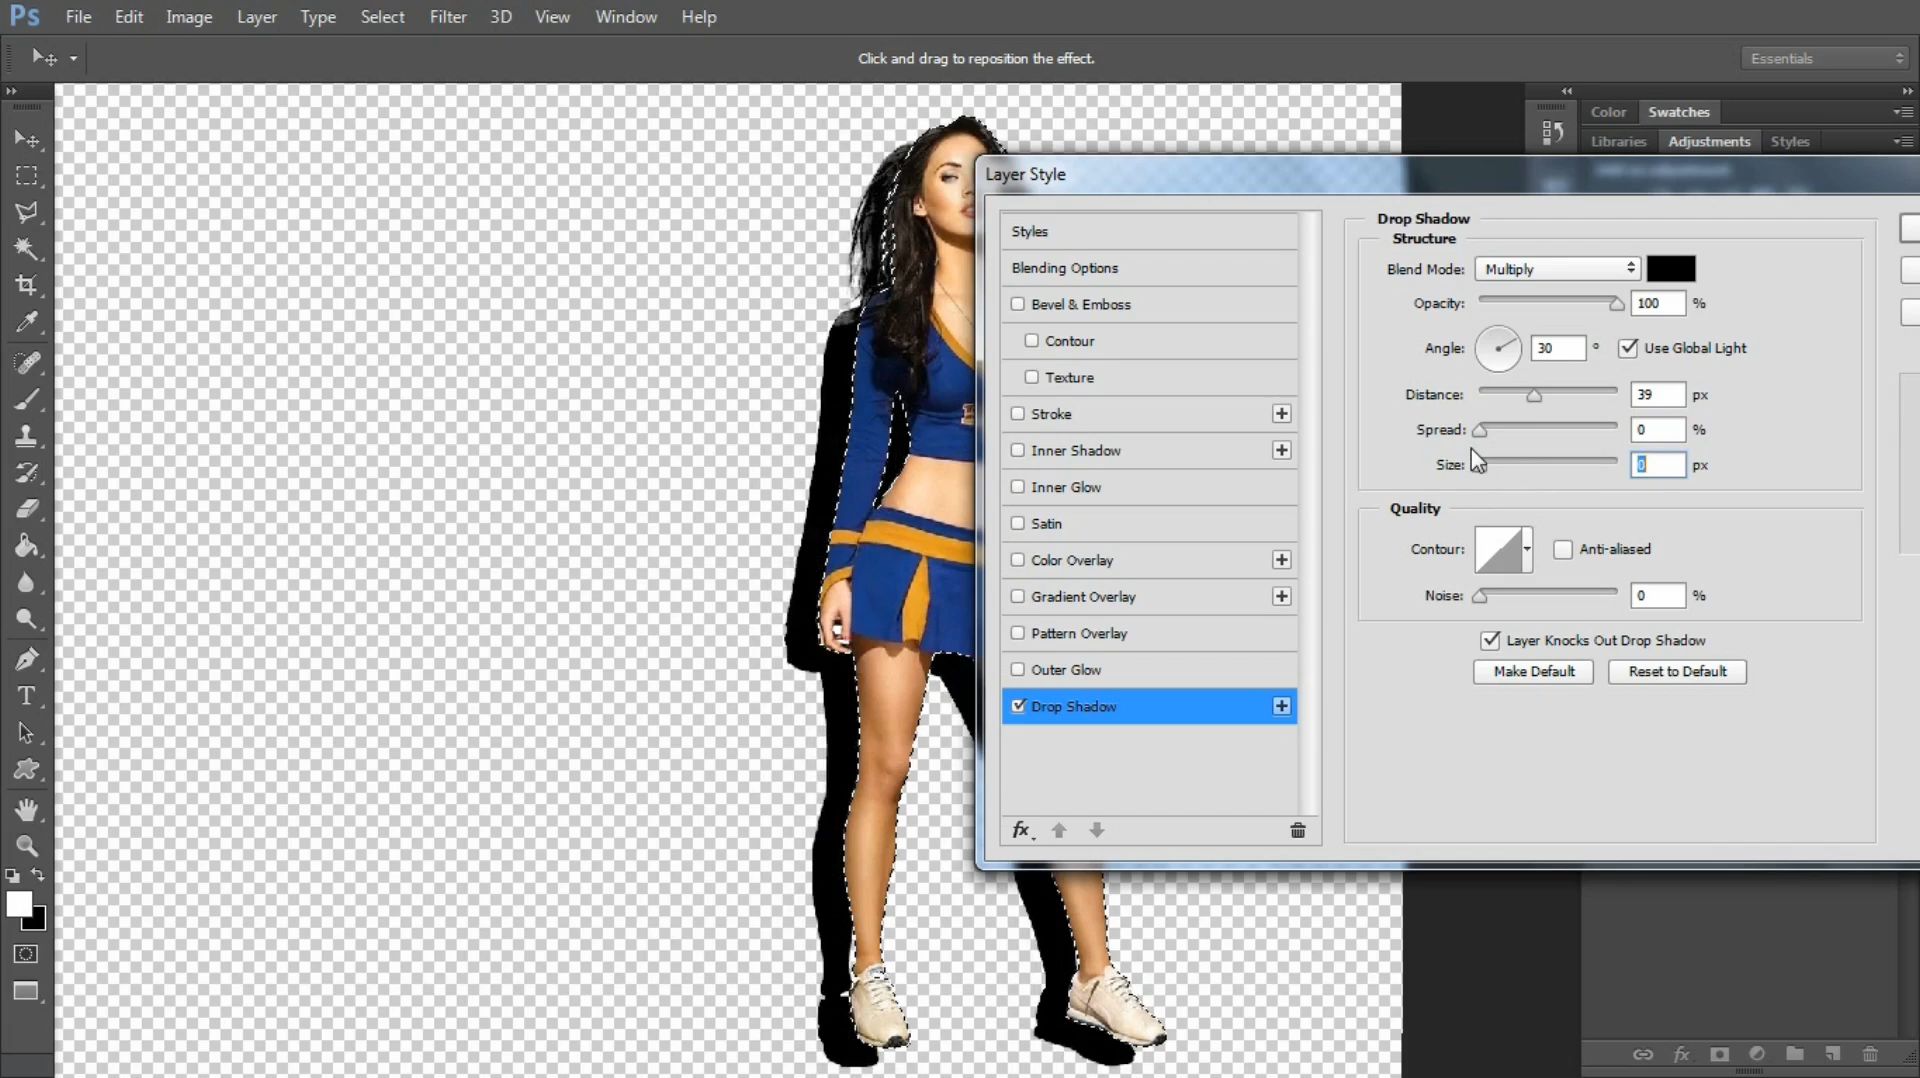 Ps File Edit Image Layer Type Select Filter 3D View Window Help
Click and drag to reposition the effect.
Essentials
Color Swatches
Libraries Adjustments Styles
Layer Style
Styles
Blending Options
Bevel & Emboss
Contour
Texture
Stroke
Inner Shadow
Inner Glow
Satin
Color Overlay
Gradient Overlay
Pattern Overlay
Outer Glow
Drop Shadow
fx
Drop Shadow
Structure
Blend Mode: Multiply
Opacity: 100 %
Angle: 30 ° Use Global Light
Distance: 39 px
Spread: 0 %
Size: 0 px
Quality
Contour: Anti-aliased
Noise: 0 %
Layer Knocks Out Drop Shadow
Make Default Reset to Default
T
fx